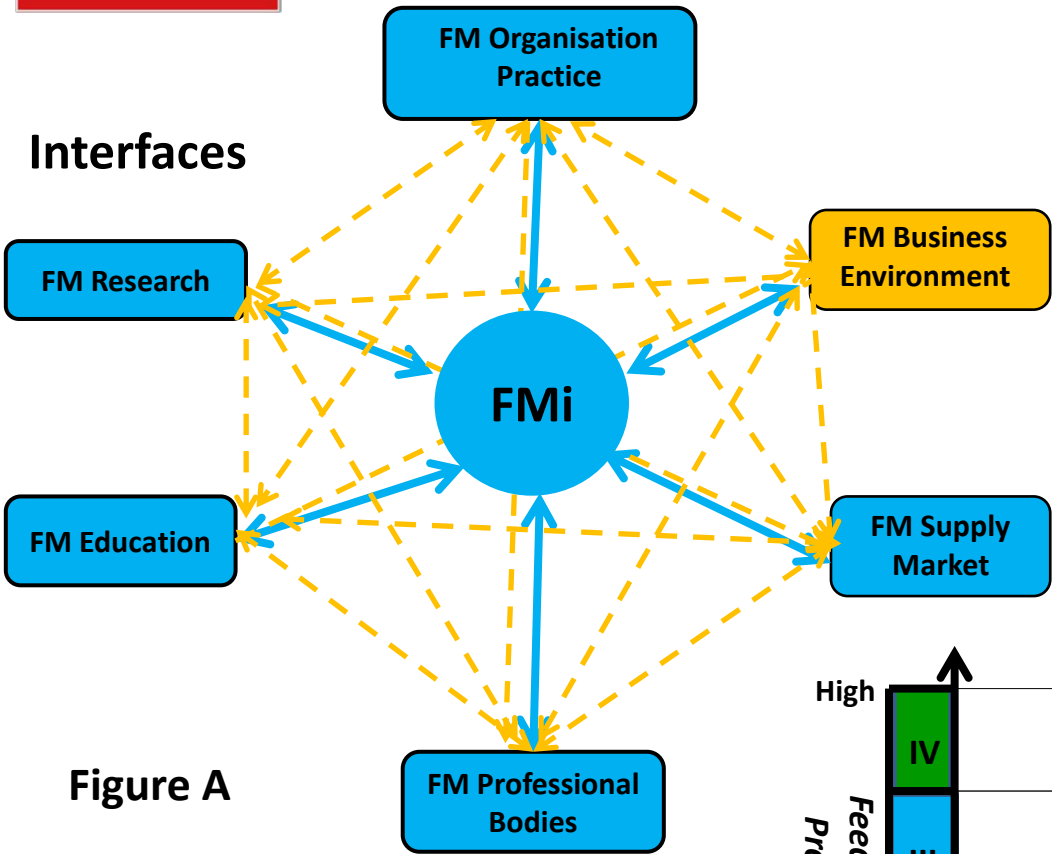 FM Organisation
Practice
Interfaces
FM Business
Environment
FM Research
FMi
FM Education
FM Supply
Market
High
IV
Figure A
FM Professional
Bodies
III